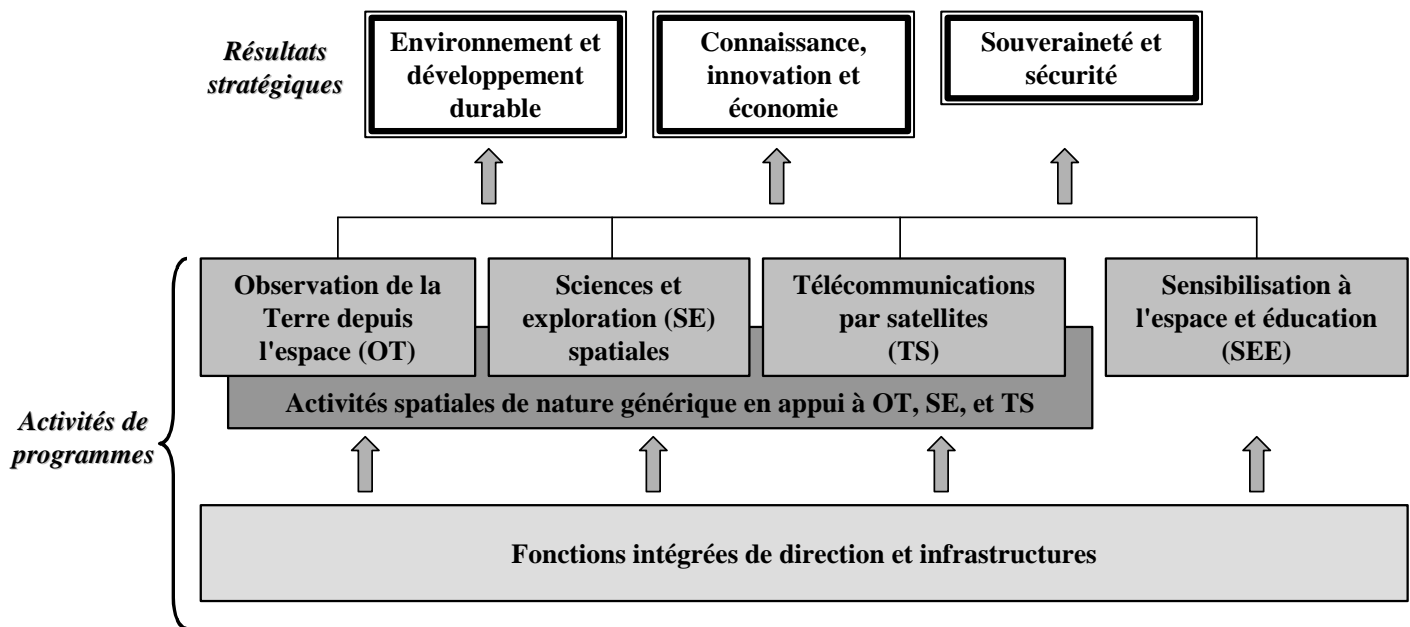 Résultats
stratégiques
Environnement et
développement
durable
Connaissance,
innovation et
économie
Souveraineté et
sécurité
Activités de
programmes
Observation de la
Terre depuis
l'espace (OT)
Sciences et
exploration (SE)
spatiales
Télécommunications
par satellites
(TS)
Sensibilisation à
l'espace et éducation
(SEE)
Activités spatiales de nature générique en appui à OT, SE, et TS
Fonctions intégrées de direction et infrastructures